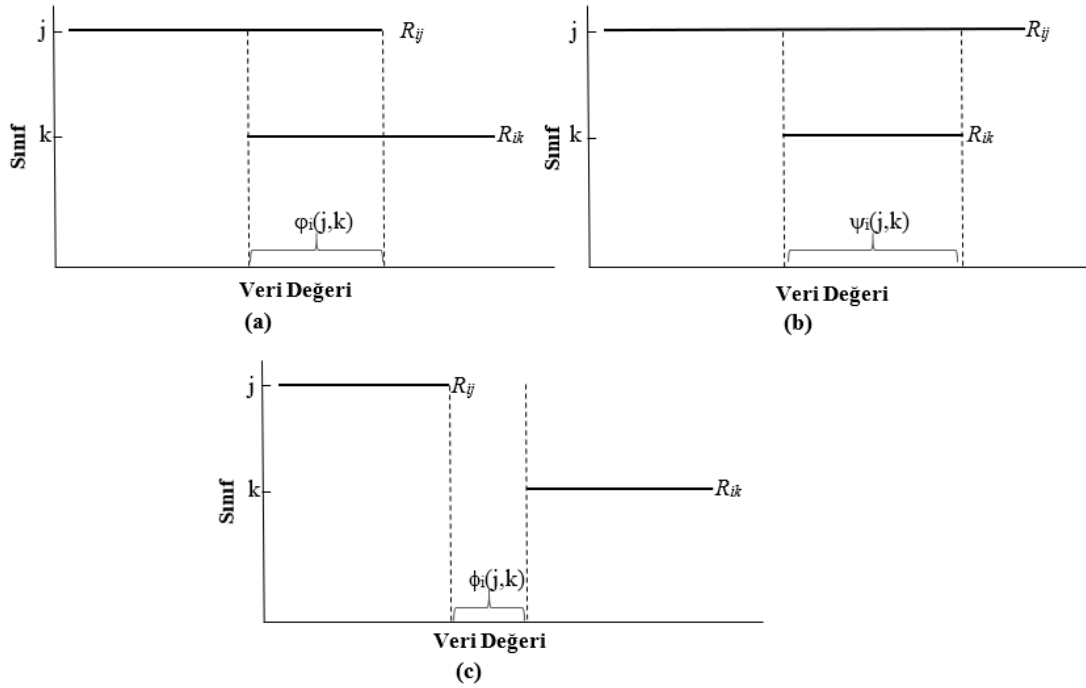 j
R_ij
Sınıf
k
R_ik
φi(j,k)
Veri Değeri
(a)
j
R_ij
Sınıf
k
R_ik
ψi(j,k)
Veri Değeri
(b)
j
R_ij
Sınıf
k
R_ik
ϕi(j,k)
Veri Değeri
(c)